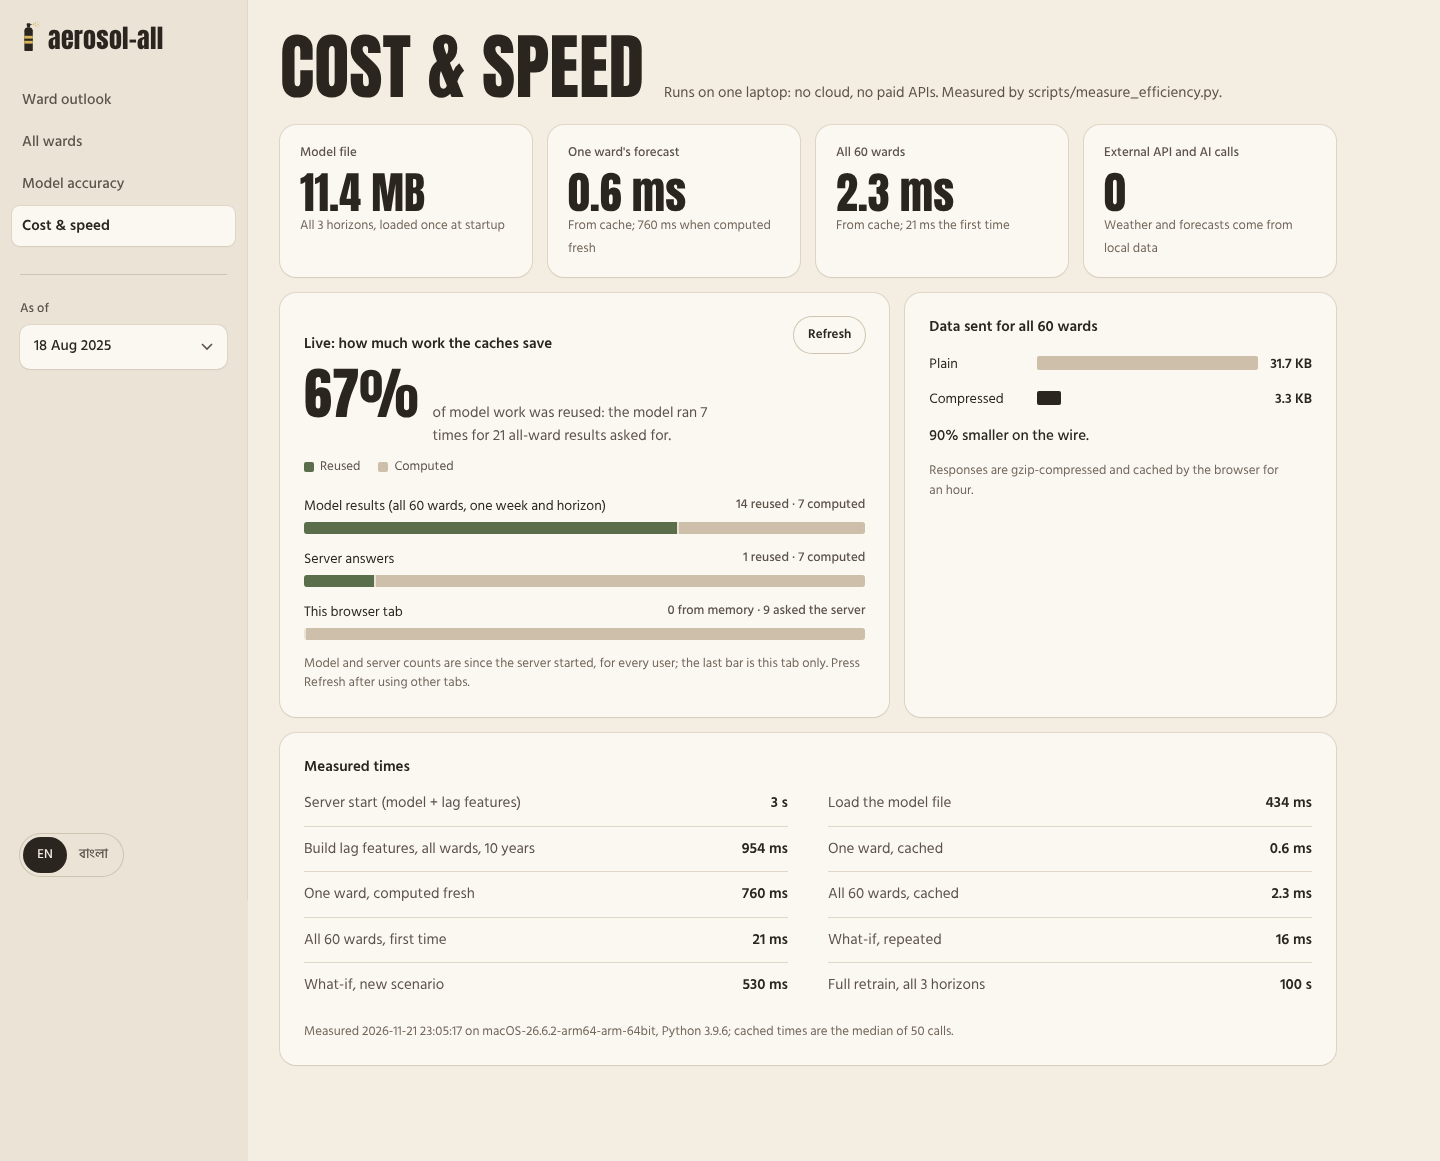 aerosol-all
Ward outlook
All wards
Model accuracy
Cost & speed
As of
18 Aug 2025
EN
বাংলা
COST & SPEED
Runs on one laptop: no cloud, no paid APIs. Measured by scripts/measure_efficiency.py.
Model file
11.4 MB
All 3 horizons, loaded once at startup
One ward's forecast
0.6 ms
From cache; 760 ms when computed
fresh
All 60 wards
2.3 ms
From cache; 21 ms the first time
External API and AI calls
0
Weather and forecasts come from
local data
Live: how much work the caches save
Refresh
67%
of model work was reused: the model ran 7
times for 21 all-ward results asked for.
Reused
Computed
Model results (all 60 wards, one week and horizon)
14 reused · 7 computed
Server answers
1 reused · 7 computed
This browser tab
0 from memory · 9 asked the server
Model and server counts are since the server started, for every user; the last bar is this tab only. Press
Refresh after using other tabs.
Data sent for all 60 wards
Plain
31.7 KB
Compressed
3.3 KB
90% smaller on the wire.
Responses are gzip-compressed and cached by the browser for
an hour.
Measured times
Server start (model + lag features)
3 s
Load the model file
434 ms
Build lag features, all wards, 10 years
954 ms
One ward, cached
0.6 ms
One ward, computed fresh
760 ms
All 60 wards, cached
2.3 ms
All 60 wards, first time
21 ms
What-if, repeated
16 ms
What-if, new scenario
530 ms
Full retrain, all 3 horizons
100 s
Measured 2026-11-21 23:05:17 on macOS-26.6.2-arm64-arm-64bit, Python 3.9.6; cached times are the median of 50 calls.